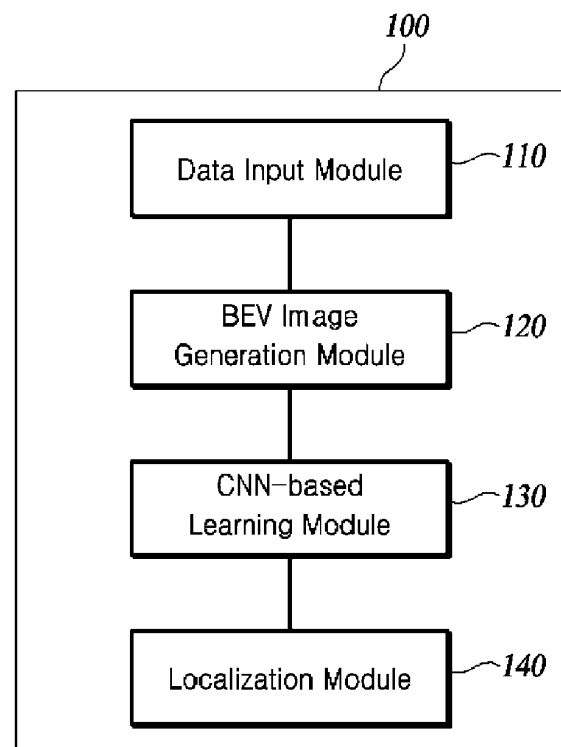 100
Data Input Module
110
BEV Image
Generation Module
120
CNN-based
Learning Module
130
Localization Module
140